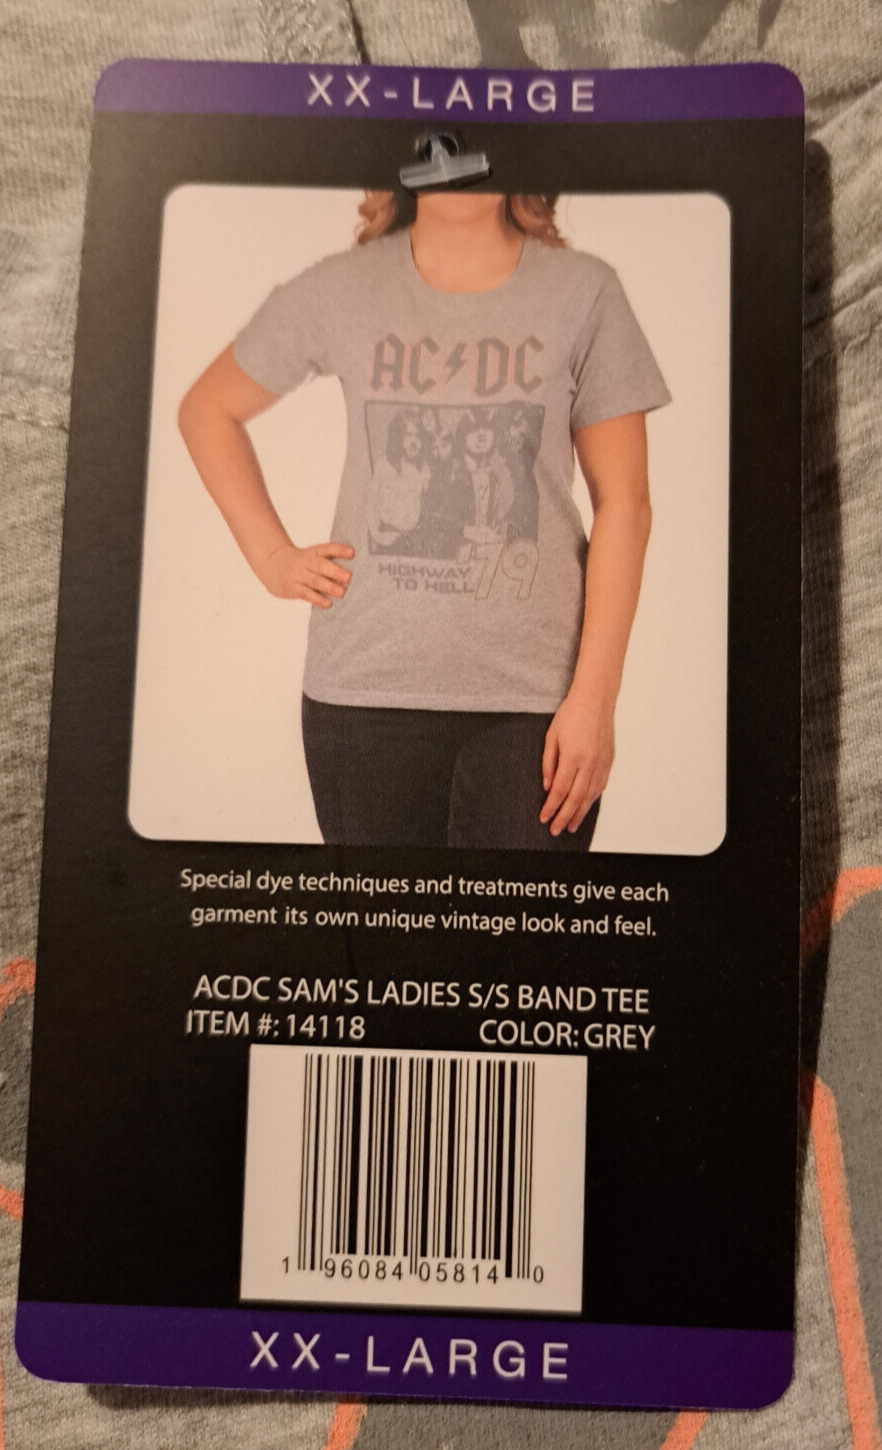 XX-LARGE
AC⚡DC
HIGHWAY
TO HELL
'79
Special dye techniques and treatments give each
garment its own unique vintage look and feel.
ACDC SAM'S LADIES S/S BAND TEE
ITEM #: 14118 COLOR: GREY
1 96084 05814 0
XX-LARGE